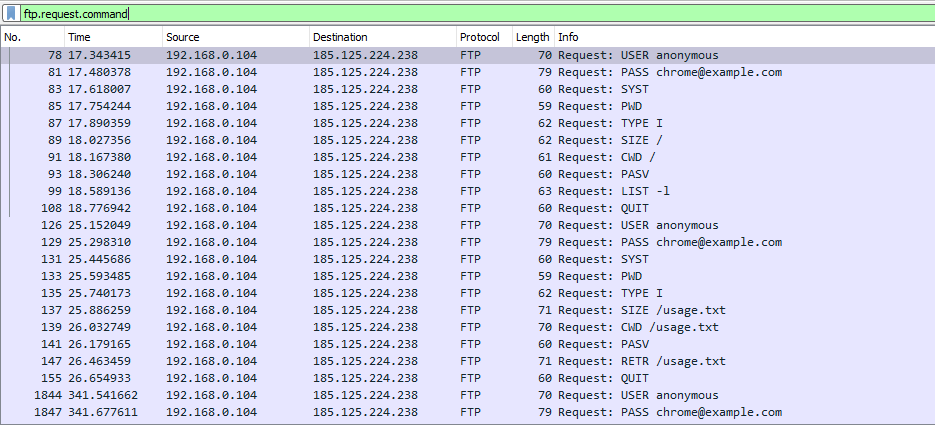 ftp.request.command
No. Time Source Destination Protocol Length Info
78 17.343415 192.168.0.104 185.125.224.238 FTP 70 Request: USER anonymous
81 17.480378 192.168.0.104 185.125.224.238 FTP 79 Request: PASS chrome@example.com
83 17.618007 192.168.0.104 185.125.224.238 FTP 60 Request: SYST
85 17.754244 192.168.0.104 185.125.224.238 FTP 59 Request: PWD
87 17.890359 192.168.0.104 185.125.224.238 FTP 62 Request: TYPE I
89 18.027356 192.168.0.104 185.125.224.238 FTP 62 Request: SIZE /
91 18.167380 192.168.0.104 185.125.224.238 FTP 61 Request: CWD /
93 18.306240 192.168.0.104 185.125.224.238 FTP 60 Request: PASV
99 18.589136 192.168.0.104 185.125.224.238 FTP 63 Request: LIST -l
108 18.776942 192.168.0.104 185.125.224.238 FTP 60 Request: QUIT
126 25.152049 192.168.0.104 185.125.224.238 FTP 70 Request: USER anonymous
129 25.298310 192.168.0.104 185.125.224.238 FTP 79 Request: PASS chrome@example.com
131 25.445686 192.168.0.104 185.125.224.238 FTP 60 Request: SYST
133 25.593485 192.168.0.104 185.125.224.238 FTP 59 Request: PWD
135 25.740173 192.168.0.104 185.125.224.238 FTP 62 Request: TYPE I
137 25.886259 192.168.0.104 185.125.224.238 FTP 71 Request: SIZE /usage.txt
139 26.032749 192.168.0.104 185.125.224.238 FTP 70 Request: CWD /usage.txt
141 26.179165 192.168.0.104 185.125.224.238 FTP 60 Request: PASV
147 26.463459 192.168.0.104 185.125.224.238 FTP 71 Request: RETR /usage.txt
155 26.654933 192.168.0.104 185.125.224.238 FTP 60 Request: QUIT
1844 341.541662 192.168.0.104 185.125.224.238 FTP 70 Request: USER anonymous
1847 341.677611 192.168.0.104 185.125.224.238 FTP 79 Request: PASS chrome@example.com